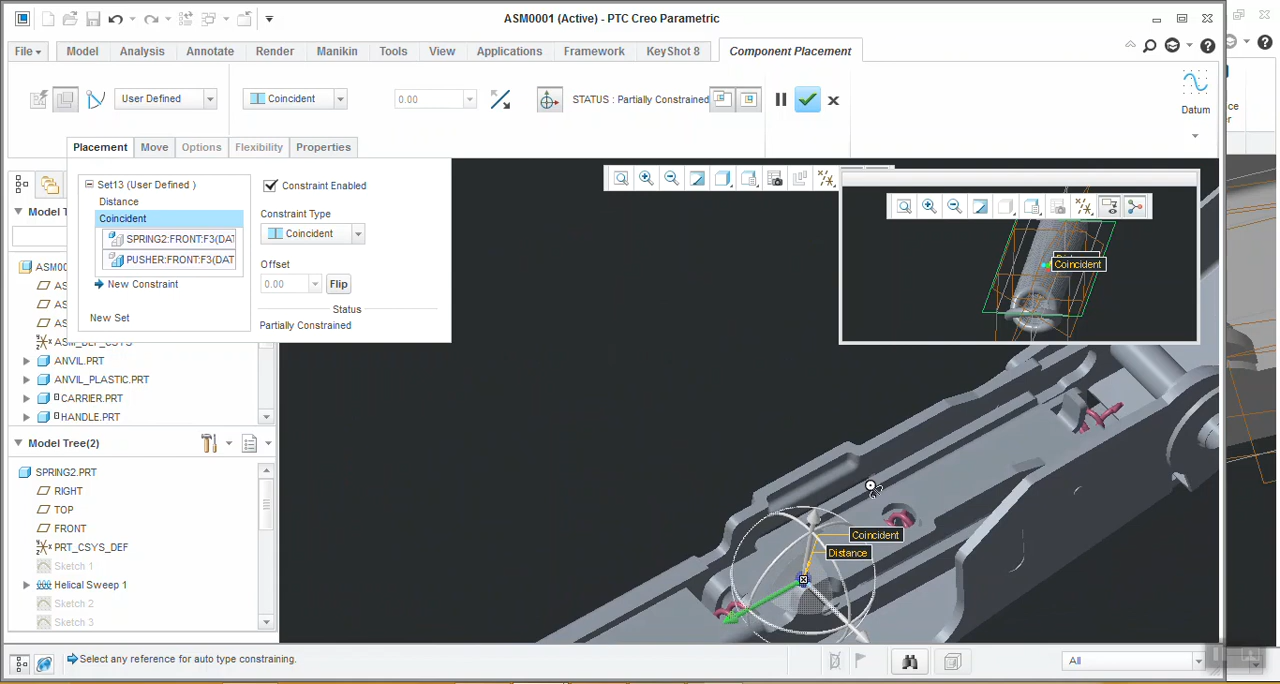 ASM0001 (Active) - PTC Creo Parametric
File Model Analysis Annotate Render Manikin Tools View Applications Framework KeyShot 8 Component Placement
User Defined Coincident 0.00 STATUS : Partially Constrained Datum
Placement Move Options Flexibility Properties
Set13 (User Defined )
Distance
Coincident
SPRING2:FRONT:F3(DAT
PUSHER:FRONT:F3(DAT
New Constraint
New Set
Constraint Enabled
Constraint Type
Coincident
Offset
0.00 Flip
Status
Partially Constrained
Model T
ASM00
AS
AS
AS
ASM_DEF_CSYS
ANVIL.PRT
ANVIL_PLASTIC.PRT
CARRIER.PRT
HANDLE.PRT
Model Tree(2)
SPRING2.PRT
RIGHT
TOP
FRONT
PRT_CSYS_DEF
Sketch 1
Helical Sweep 1
Sketch 2
Sketch 3
Coincident
Coincident
Distance
Select any reference for auto type constraining.
All